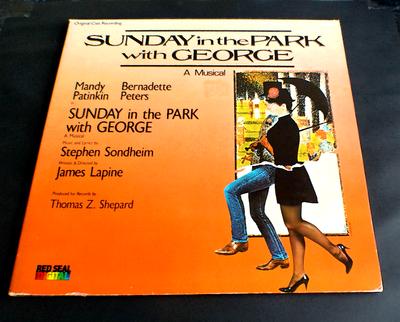 Original Cast Recording
SUNDAY in the PARK
with GEORGE
A Musical
Mandy Bernadette
Patinkin Peters
in
SUNDAY in the PARK
with GEORGE
A Musical
Music and Lyrics by
Stephen Sondheim
Written & Directed by
James Lapine
Produced for Records by
Thomas Z. Shepard
RED SEAL
DIGITAL